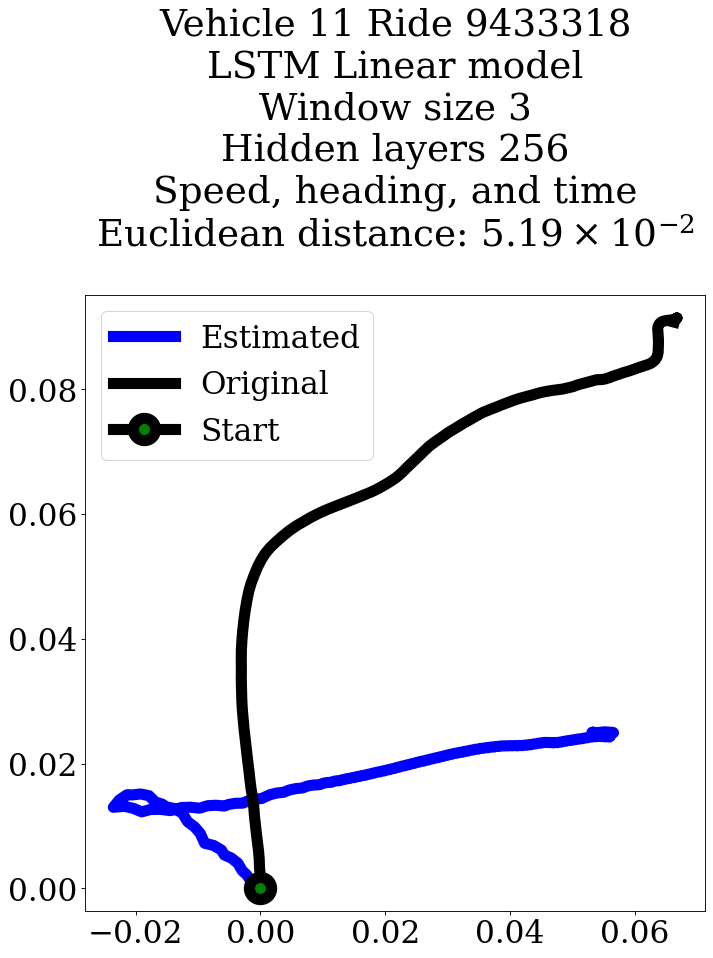 Vehicle 11 Ride 9433318
LSTM Linear model
Window size 3
Hidden layers 256
Speed, heading, and time
Euclidean distance: 5.19 × 10⁻²
Estimated
Original
Start
0.08
0.06
0.04
0.02
0.00
−0.02 0.00 0.02 0.04 0.06